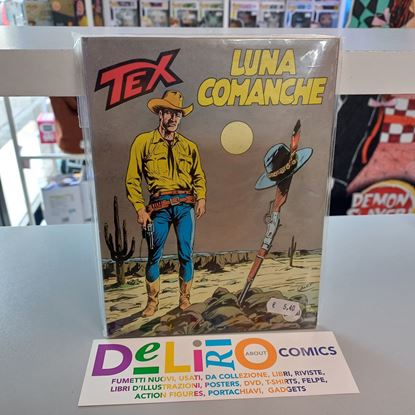 TEX
LUNA
COMANCHE
€ 5,40
DeLiRiO ABOUT COMICS
FUMETTI NUOVI, USATI, DA COLLEZIONE, LIBRI, RIVISTE,
LIBRI D'ILLUSTRAZIONI, POSTERS, DVD, T-SHIRTS, FELPE,
ACTION FIGURES, PORTACHIAVI, GADGETS
DEMON
SLAYER